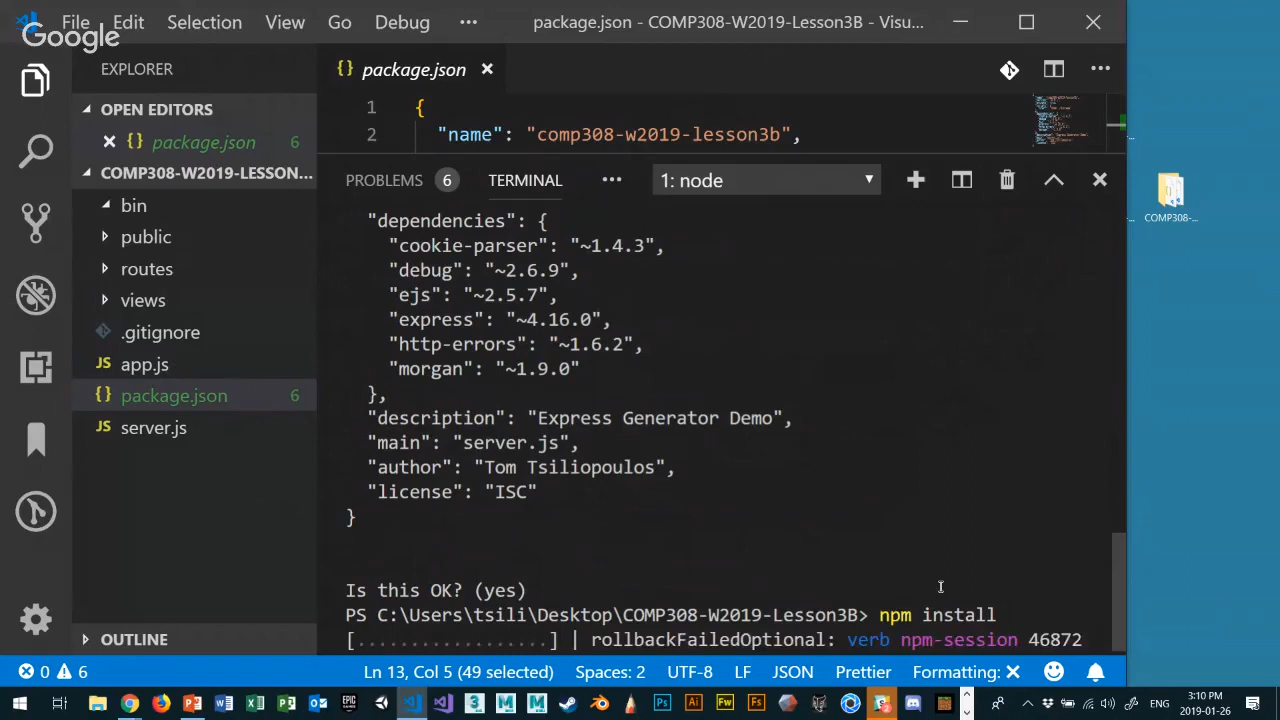 Google
File Edit Selection View Go Debug ••• package.json - COMP308-W2019-Lesson3B - Visu...
EXPLORER
OPEN EDITORS
{} package.json 6
COMP308-W2019-LESSON...
bin
public
routes
views
.gitignore
JS app.js
{} package.json 6
JS server.js
OUTLINE
{} package.json
1 {
2 "name": "comp308-w2019-lesson3b",
PROBLEMS 6 TERMINAL ••• 1: node
"dependencies": {
"cookie-parser": "~1.4.3",
"debug": "~2.6.9",
"ejs": "~2.5.7",
"express": "~4.16.0",
"http-errors": "~1.6.2",
"morgan": "~1.9.0"
},
"description": "Express Generator Demo",
"main": "server.js",
"author": "Tom Tsiliopoulos",
"license": "ISC"
}
Is this OK? (yes)
PS C:\Users\tsili\Desktop\COMP308-W2019-Lesson3B> npm install
[..................] | rollbackFailedOptional: verb npm-session 46872
0 6 Ln 13, Col 5 (49 selected) Spaces: 2 UTF-8 LF JSON Prettier Formatting: ✕
COMP308-...
ENG 3:10 PM
2019-01-26